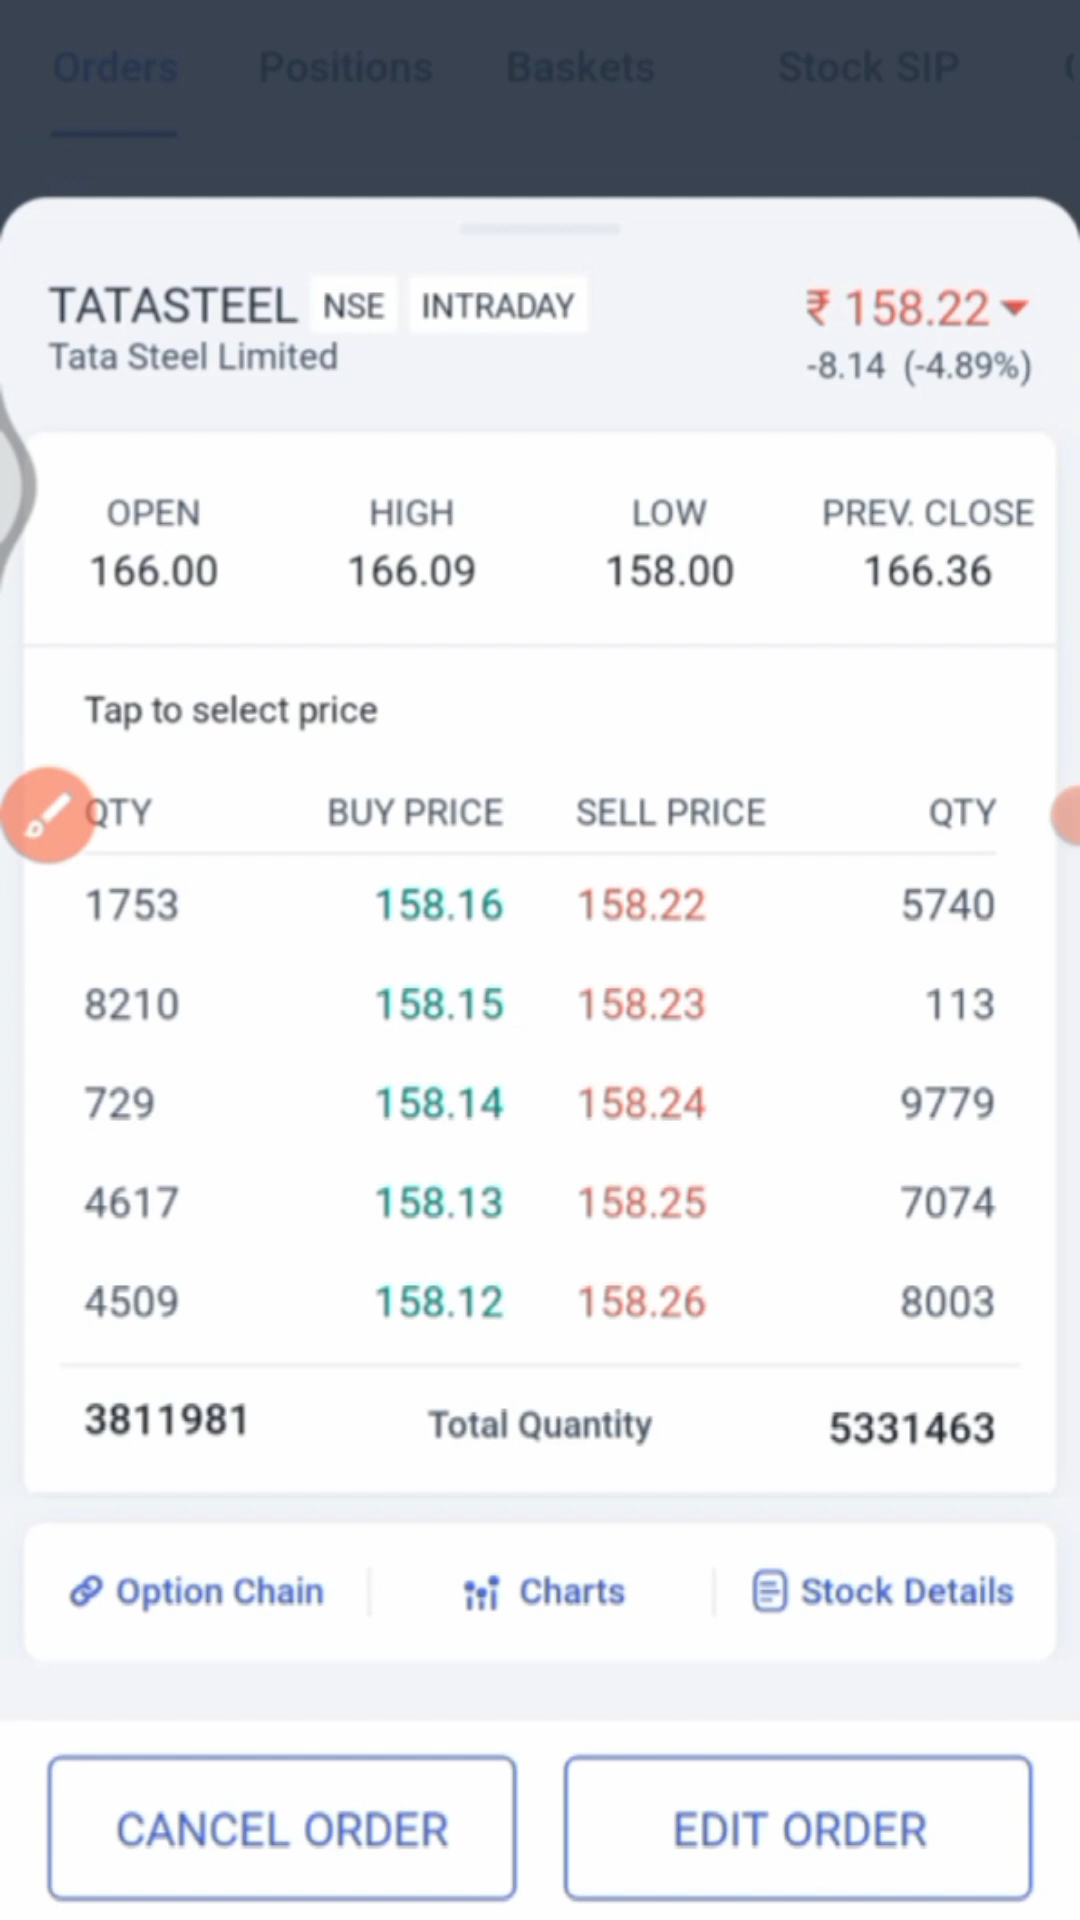 Orders Positions Baskets Stock SIP
TATASTEEL NSE INTRADAY ₹ 158.22
Tata Steel Limited -8.14 (-4.89%)
OPEN HIGH LOW PREV. CLOSE
166.00 166.09 158.00 166.36
Tap to select price
QTY BUY PRICE SELL PRICE QTY
1753 158.16 158.22 5740
8210 158.15 158.23 113
729 158.14 158.24 9779
4617 158.13 158.25 7074
4509 158.12 158.26 8003
3811981 Total Quantity 5331463
Option Chain Charts Stock Details
CANCEL ORDER EDIT ORDER